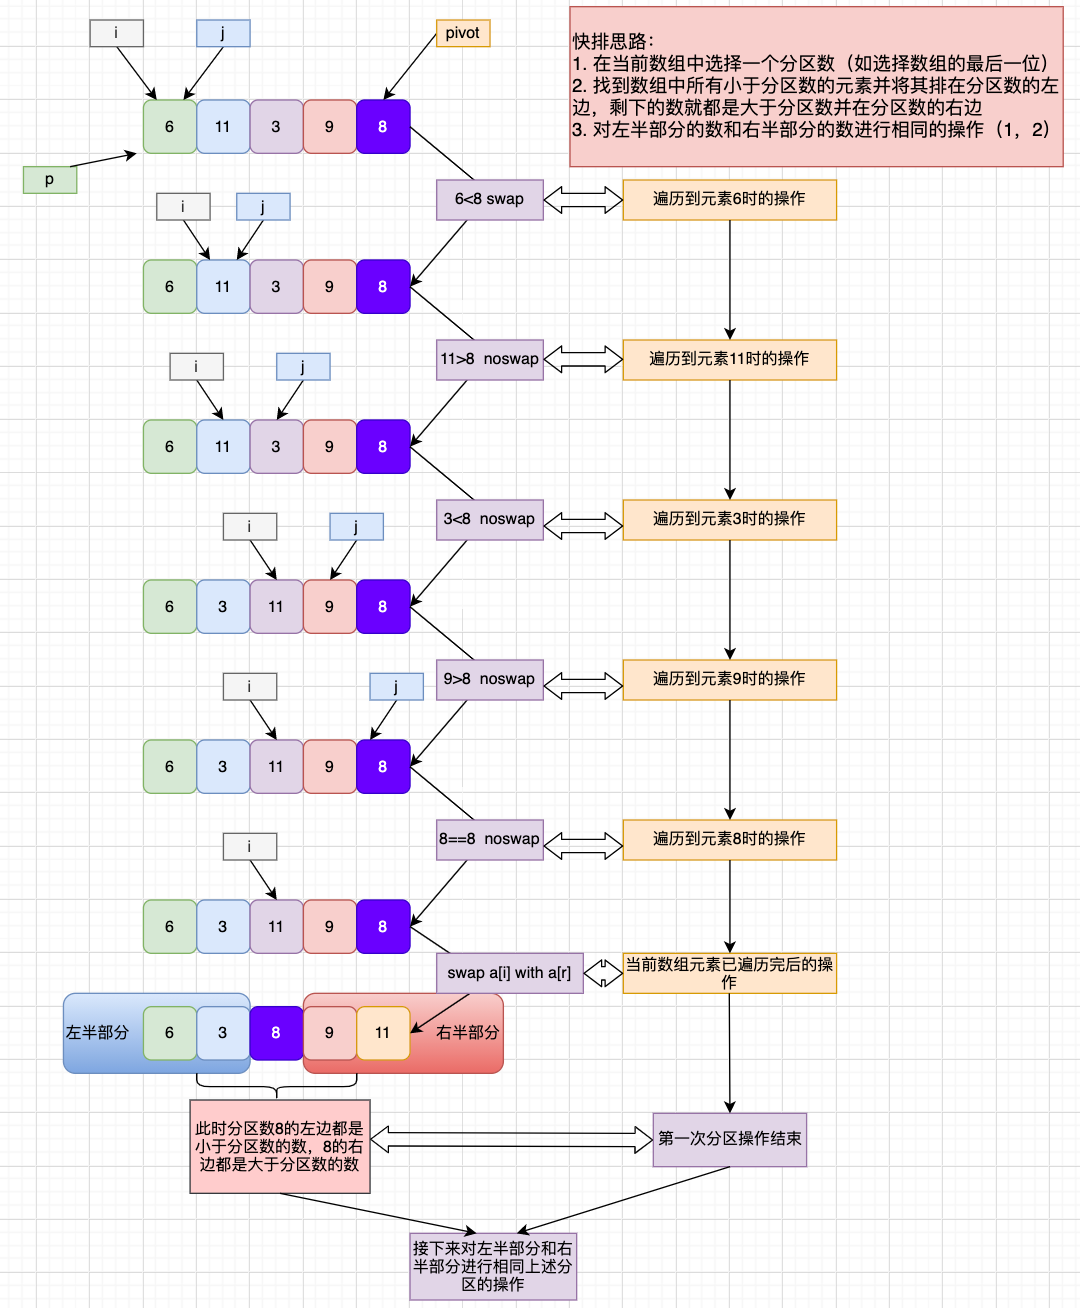 i
j
pivot
快排思路：
1. 在当前数组中选择一个分区数（如选择数组的最后一位）
2. 找到数组中所有小于分区数的元素并将其排在分区数的左
边，剩下的数就都是大于分区数并在分区数的右边
3. 对左半部分的数和右半部分的数进行相同的操作（1，2）
6 11 3 9 8
p
6<8 swap
遍历到元素6时的操作
i
j
6 11 3 9 8
11>8 noswap
遍历到元素11时的操作
i
j
6 11 3 9 8
3<8 noswap
遍历到元素3时的操作
i
j
6 3 11 9 8
9>8 noswap
遍历到元素9时的操作
i
j
6 3 11 9 8
8==8 noswap
遍历到元素8时的操作
i
6 3 11 9 8
swap a[i] with a[r]
当前数组元素已遍历完后的操
作
左半部分
6 3 8 9 11
右半部分
此时分区数8的左边都是
小于分区数的数，8的右
边都是大于分区数的数
第一次分区操作结束
接下来对左半部分和右
半部分进行相同上述分
区的操作